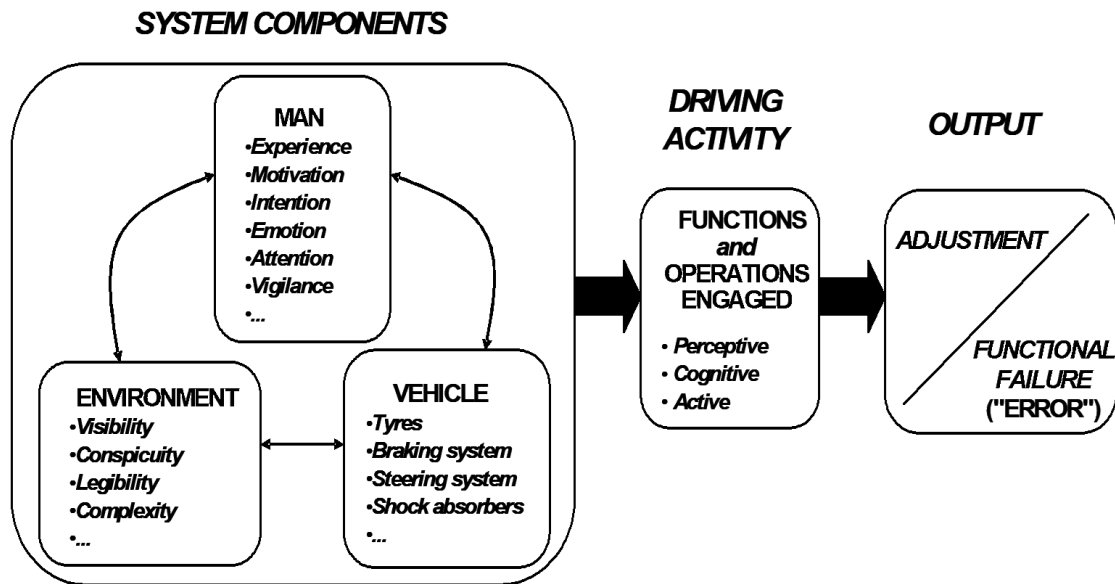 SYSTEM COMPONENTS
MAN
•Experience
•Motivation
•Intention
•Emotion
•Attention
•Vigilance
•...
ENVIRONMENT
•Visibility
•Conspicuity
•Legibility
•Complexity
•...
VEHICLE
•Tyres
•Braking system
•Steering system
•Shock absorbers
•...
DRIVING
ACTIVITY
FUNCTIONS
and
OPERATIONS
ENGAGED
• Perceptive
• Cognitive
• Active
OUTPUT
ADJUSTMENT
FUNCTIONAL
FAILURE
("ERROR")